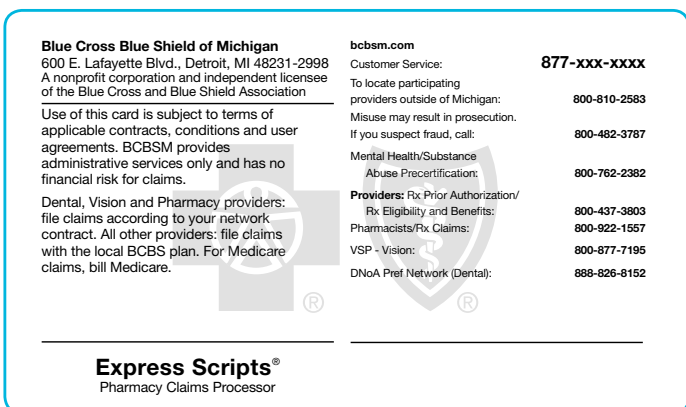 Blue Cross Blue Shield of Michigan
600 E. Lafayette Blvd., Detroit, MI 48231-2998
A nonprofit corporation and independent licensee
of the Blue Cross and Blue Shield Association
Use of this card is subject to terms of
applicable contracts, conditions and user
agreements. BCBSM provides
administrative services only and has no
financial risk for claims.
Dental, Vision and Pharmacy providers:
file claims according to your network
contract. All other providers: file claims
with the local BCBS plan. For Medicare
claims, bill Medicare.
®
Express Scripts®
Pharmacy Claims Processor
bcbsm.com
Customer Service: 877-xxx-xxxx
To locate participating
providers outside of Michigan: 800-810-2583
Misuse may result in prosecution.
If you suspect fraud, call: 800-482-3787
Mental Health/Substance
Abuse Precertification: 800-762-2382
Providers: Rx Prior Authorization/
Rx Eligibility and Benefits: 800-437-3803
Pharmacists/Rx Claims: 800-922-1557
VSP - Vision: 800-877-7195
DNoA Pref Network (Dental): 888-826-8152
®